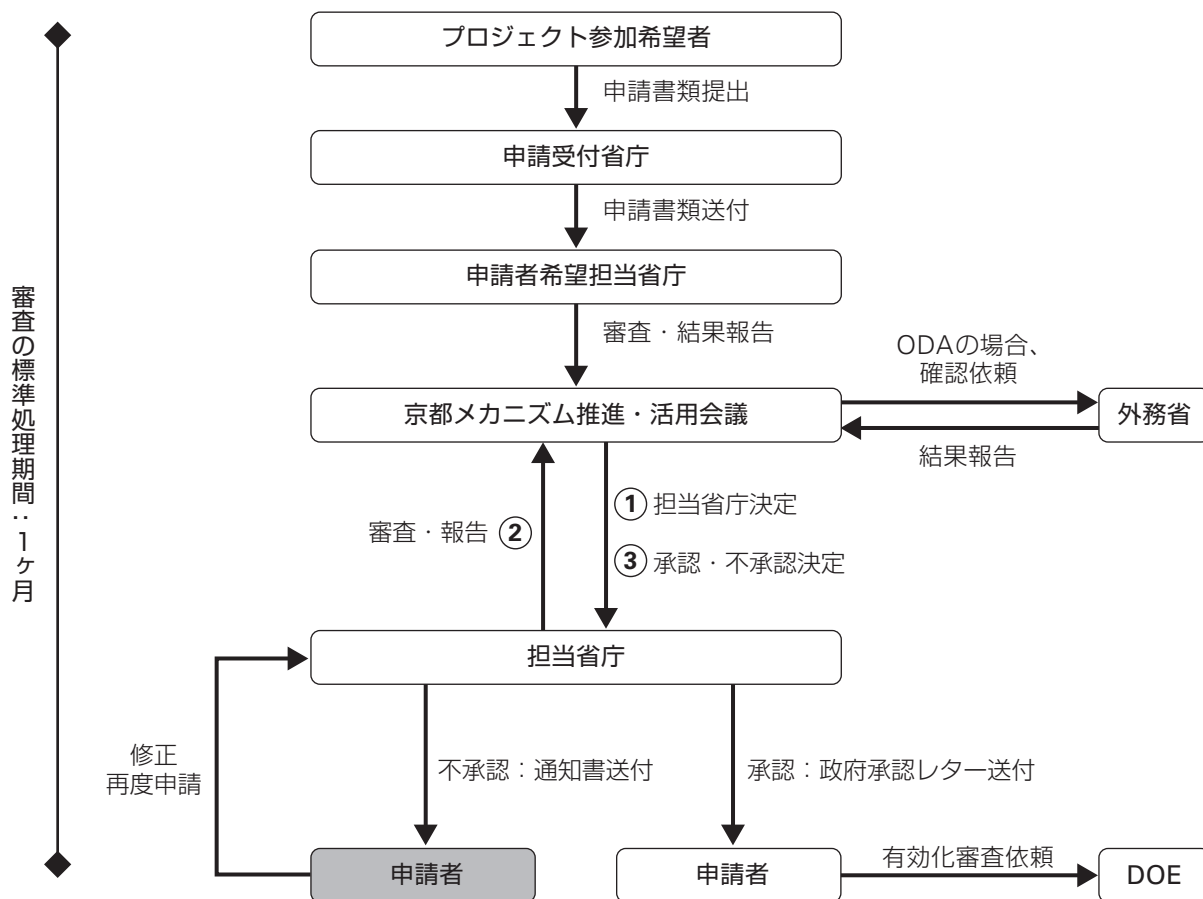 プロジェクト参加希望者
申請書類提出
申請受付省庁
申請書類送付
申請者希望担当省庁
審査・結果報告
ODAの場合、
確認依頼
京都メカニズム推進・活用会議
外務省
結果報告
① 担当省庁決定
審査・報告 ②
③ 承認・不承認決定
審査の標準処理期間:1ヶ月
担当省庁
修正
再度申請
不承認:通知書送付
承認:政府承認レター送付
申請者
申請者
有効化審査依頼
DOE